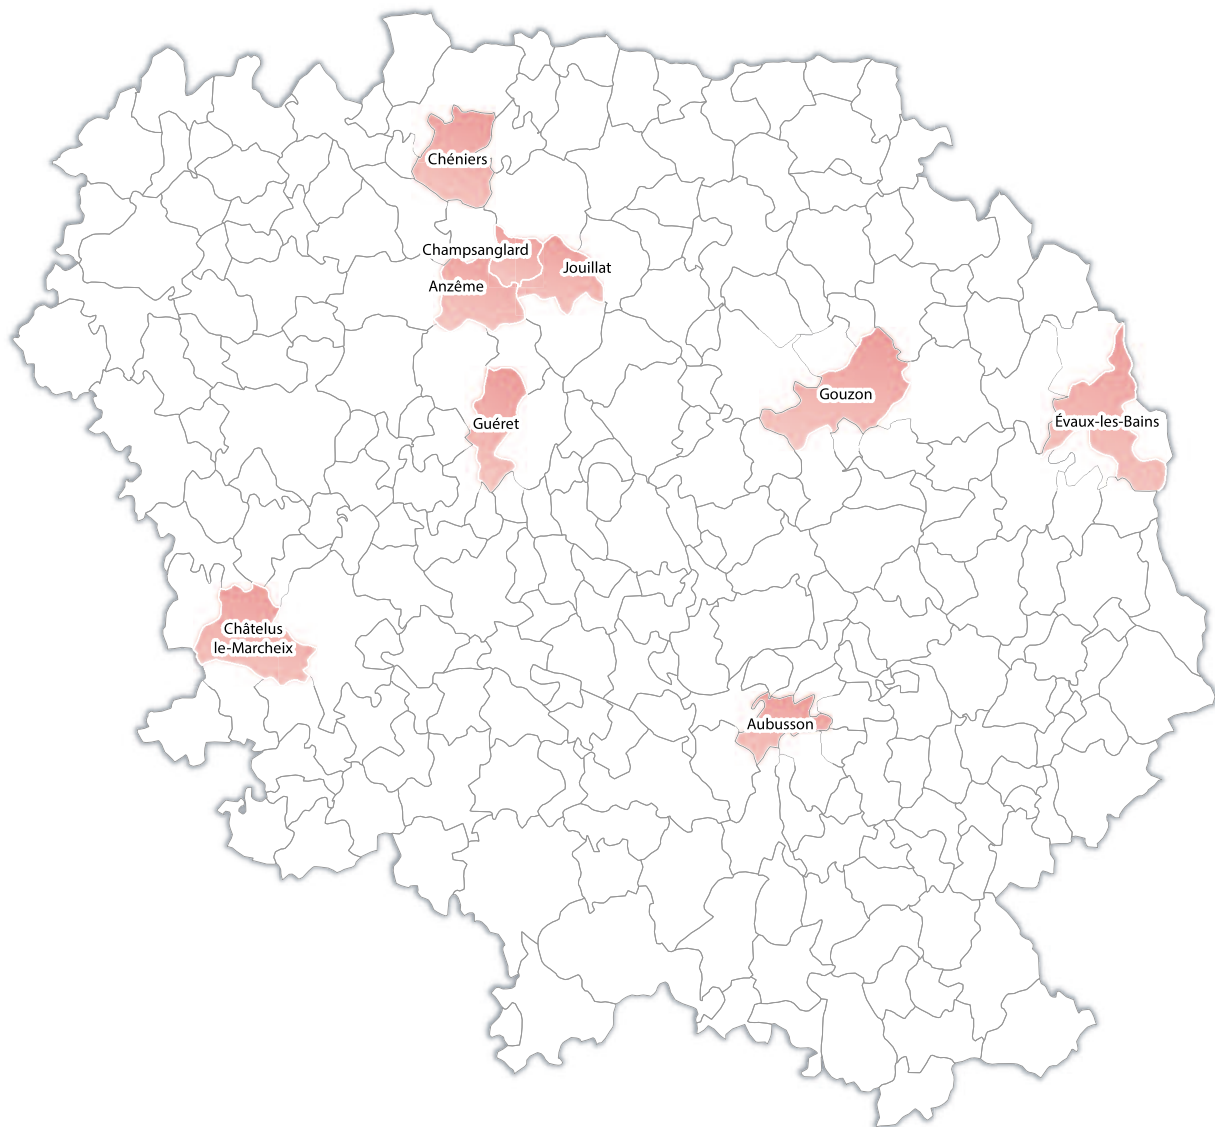 Chéniers
Champsanglard
Jouillat
Anzême
Gouzon
Guéret
Évaux-les-Bains
Châtelus
le-Marcheix
Aubusson